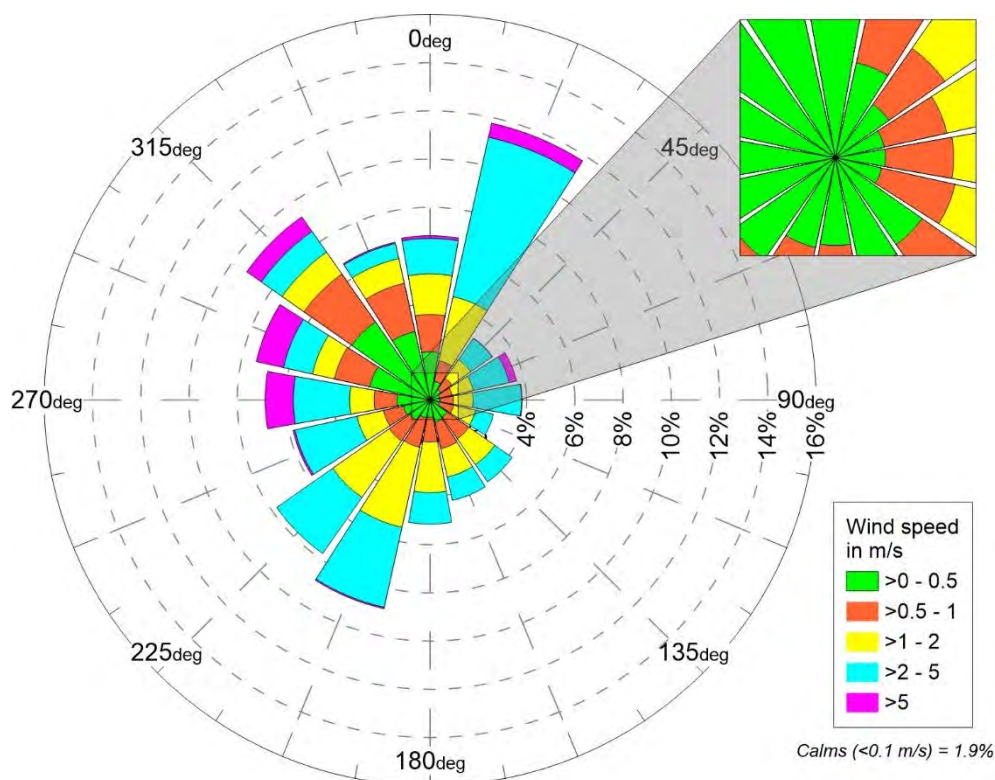 0deg
45deg
90deg
135deg
180deg
225deg
270deg
315deg
4%
6%
8%
10%
12%
14%
16%
Wind speed
in m/s
>0 - 0.5
>0.5 - 1
>1 - 2
>2 - 5
>5
Calms (<0.1 m/s) = 1.9%